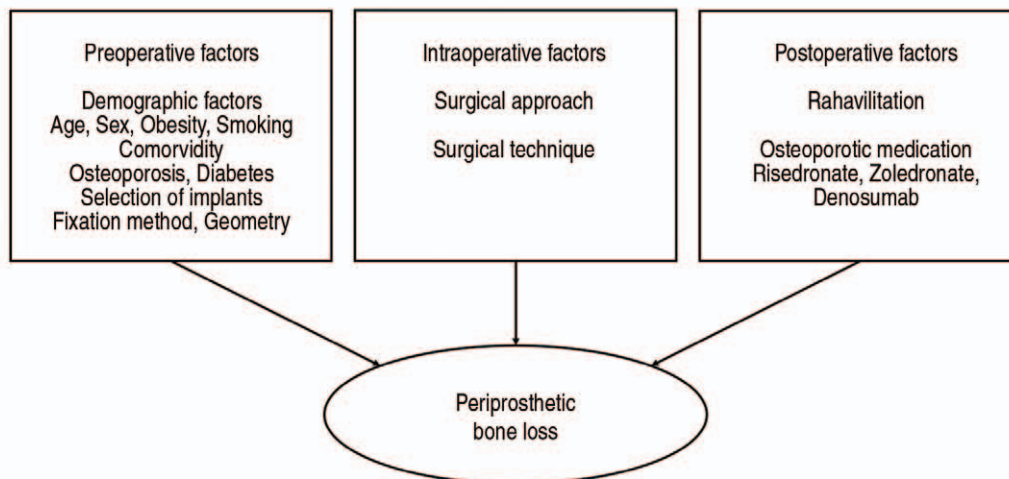 Preoperative factors
Demographic factors
Age, Sex, Obesity, Smoking
Comorvidity
Osteoporosis, Diabetes
Selection of implants
Fixation method, Geometry
Intraoperative factors
Surgical approach
Surgical technique
Postoperative factors
Rahavilitation
Osteoporotic medication
Risedronate, Zoledronate,
Denosumab
Periprosthetic
bone loss